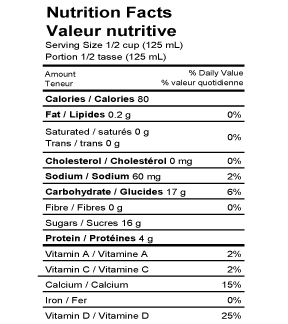 Nutrition Facts
Valeur nutritive
Serving Size 1/2 cup (125 mL)
Portion 1/2 tasse (125 mL)
Amount % Daily Value
Teneur % valeur quotidienne
Calories / Calories 80
Fat / Lipides 0.2 g 0%
Saturated / saturés 0 g
Trans / trans 0 g 0%
Cholesterol / Cholestérol 0 mg 0%
Sodium / Sodium 60 mg 2%
Carbohydrate / Glucides 17 g 6%
Fibre / Fibres 0 g 0%
Sugars / Sucres 16 g
Protein / Protéines 4 g
Vitamin A / Vitamine A 2%
Vitamin C / Vitamine C 2%
Calcium / Calcium 15%
Iron / Fer 0%
Vitamin D / Vitamine D 25%